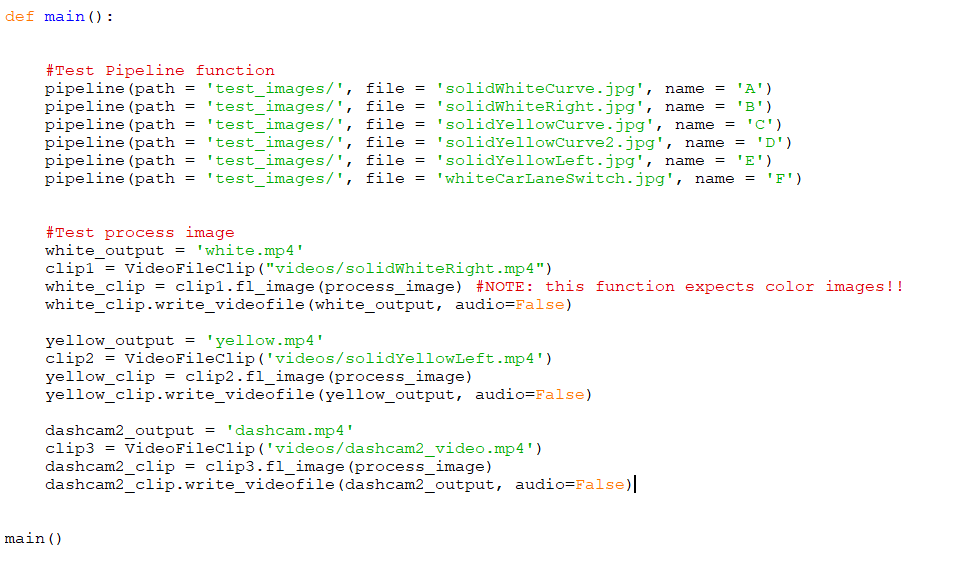 def main():
#Test Pipeline function
pipeline(path = 'test_images/', file = 'solidWhiteCurve.jpg', name = 'A')
pipeline(path = 'test_images/', file = 'solidWhiteRight.jpg', name = 'B')
pipeline(path = 'test_images/', file = 'solidYellowCurve.jpg', name = 'C')
pipeline(path = 'test_images/', file = 'solidYellowCurve2.jpg', name = 'D')
pipeline(path = 'test_images/', file = 'solidYellowLeft.jpg', name = 'E')
pipeline(path = 'test_images/', file = 'whiteCarLaneSwitch.jpg', name = 'F')
#Test process image
white_output = 'white.mp4'
clip1 = VideoFileClip("videos/solidWhiteRight.mp4")
white_clip = clip1.fl_image(process_image) #NOTE: this function expects color images!!
white_clip.write_videofile(white_output, audio=False)
yellow_output = 'yellow.mp4'
clip2 = VideoFileClip('videos/solidYellowLeft.mp4')
yellow_clip = clip2.fl_image(process_image)
yellow_clip.write_videofile(yellow_output, audio=False)
dashcam2_output = 'dashcam.mp4'
clip3 = VideoFileClip('videos/dashcam2_video.mp4')
dashcam2_clip = clip3.fl_image(process_image)
dashcam2_clip.write_videofile(dashcam2_output, audio=False)
main()